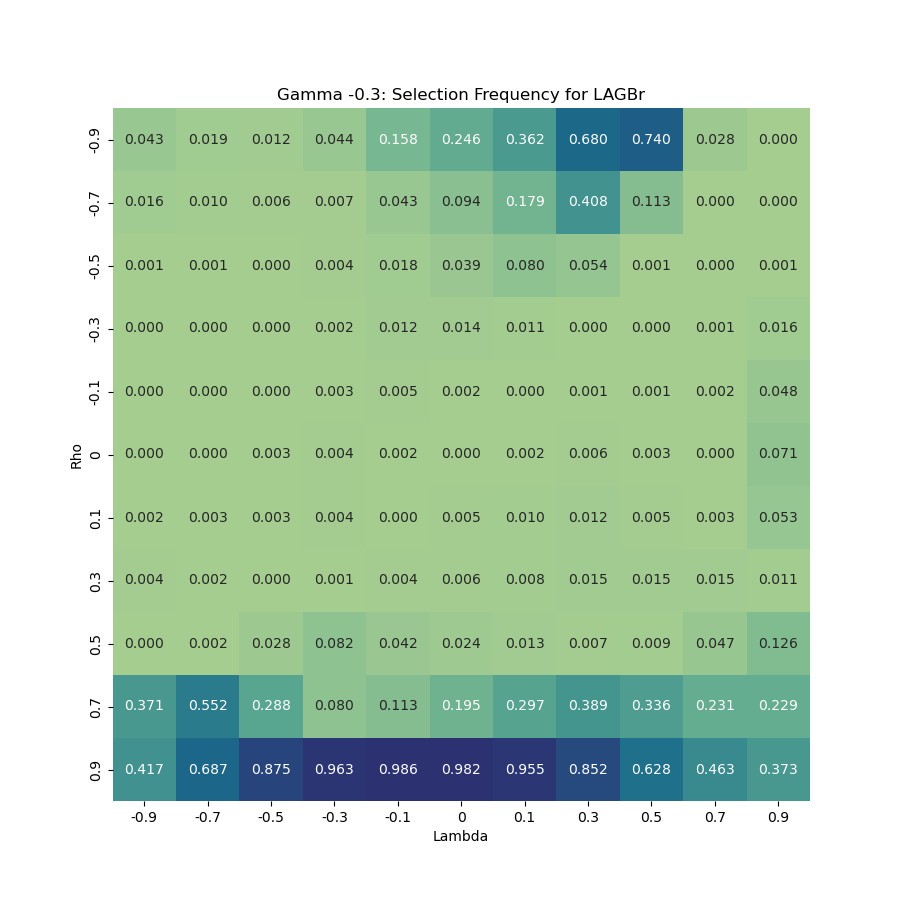 Gamma -0.3: Selection Frequency for LAGBr
-0.9 0.043 0.019 0.012 0.044 0.158 0.246 0.362 0.680 0.740 0.028 0.000
-0.7 0.016 0.010 0.006 0.007 0.043 0.094 0.179 0.408 0.113 0.000 0.000
-0.5 0.001 0.001 0.000 0.004 0.018 0.039 0.080 0.054 0.001 0.000 0.001
-0.3 0.000 0.000 0.000 0.002 0.012 0.014 0.011 0.000 0.000 0.001 0.016
-0.1 0.000 0.000 0.000 0.003 0.005 0.002 0.000 0.001 0.001 0.002 0.048
Rho
0 0.000 0.000 0.003 0.004 0.002 0.000 0.002 0.006 0.003 0.000 0.071
0.1 0.002 0.003 0.003 0.004 0.000 0.005 0.010 0.012 0.005 0.003 0.053
0.3 0.004 0.002 0.000 0.001 0.004 0.006 0.008 0.015 0.015 0.015 0.011
0.5 0.000 0.002 0.028 0.082 0.042 0.024 0.013 0.007 0.009 0.047 0.126
0.7 0.371 0.552 0.288 0.080 0.113 0.195 0.297 0.389 0.336 0.231 0.229
0.9 0.417 0.687 0.875 0.963 0.986 0.982 0.955 0.852 0.628 0.463 0.373
-0.9 -0.7 -0.5 -0.3 -0.1 0 0.1 0.3 0.5 0.7 0.9
Lambda